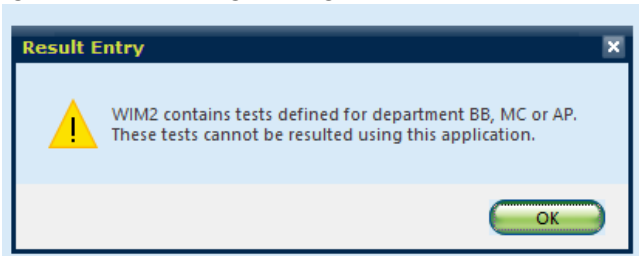 Result Entry
WIM2 contains tests defined for department BB, MC or AP.
These tests cannot be resulted using this application.
OK